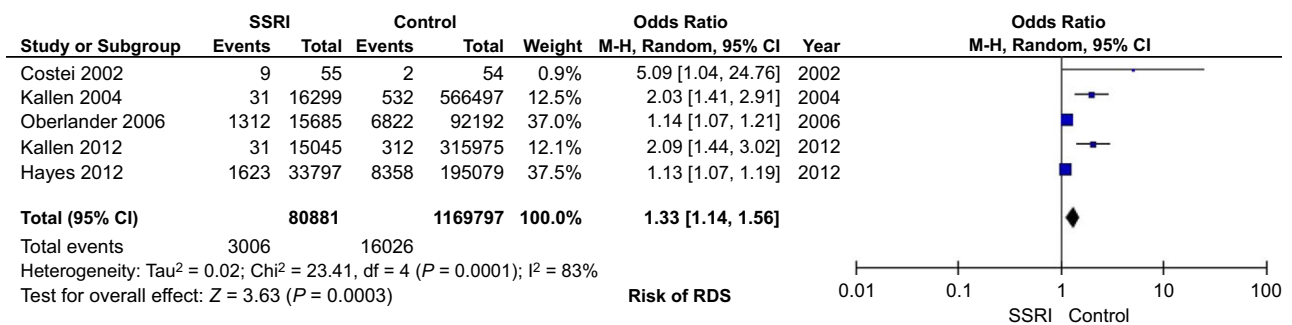 SSRI Control Odds Ratio Odds Ratio
Study or Subgroup Events Total Events Total Weight M-H, Random, 95% CI Year M-H, Random, 95% CI
Costei 2002 9 55 2 54 0.9% 5.09 [1.04, 24.76] 2002
Kallen 2004 31 16299 532 566497 12.5% 2.03 [1.41, 2.91] 2004
Oberlander 2006 1312 15685 6822 92192 37.0% 1.14 [1.07, 1.21] 2006
Kallen 2012 31 15045 312 315975 12.1% 2.09 [1.44, 3.02] 2012
Hayes 2012 1623 33797 8358 195079 37.5% 1.13 [1.07, 1.19] 2012
Total (95% CI) 80881 1169797 100.0% 1.33 [1.14, 1.56]
Total events 3006 16026
Heterogeneity: Tau² = 0.02; Chi² = 23.41, df = 4 (P = 0.0001); I² = 83%
Test for overall effect: Z = 3.63 (P = 0.0003) Risk of RDS
0.01 0.1 1 10 100
SSRI Control